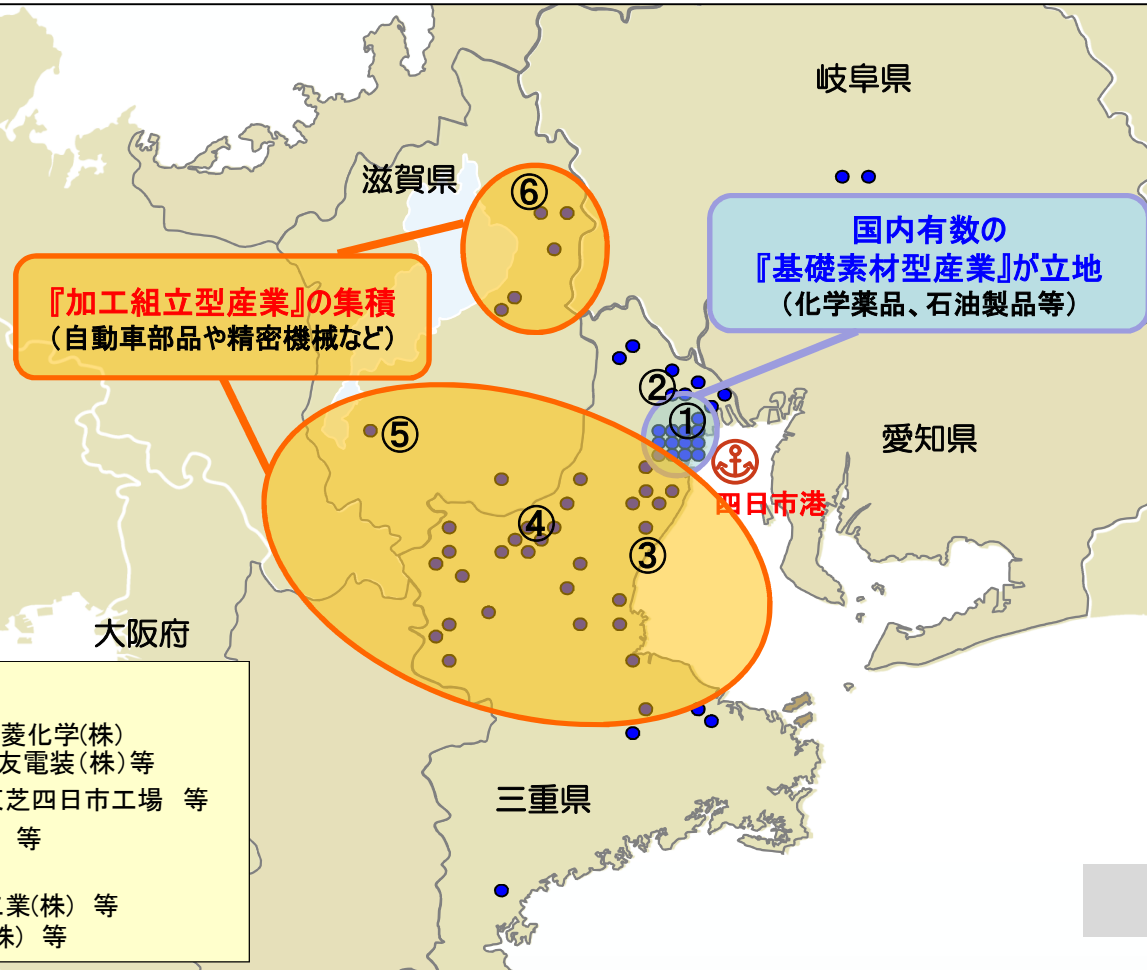 岐阜県
滋賀県
⑥
国内有数の
『基礎素材型産業』が立地
（化学薬品、石油製品等）
『加工組立型産業』の集積
（自動車部品や精密機械など）
②
①
⑤
愛知県
四日市港
④
③
大阪府
菱化学(株)
友電装(株)等
芝四日市工場 等
等
三重県
業(株) 等
株) 等